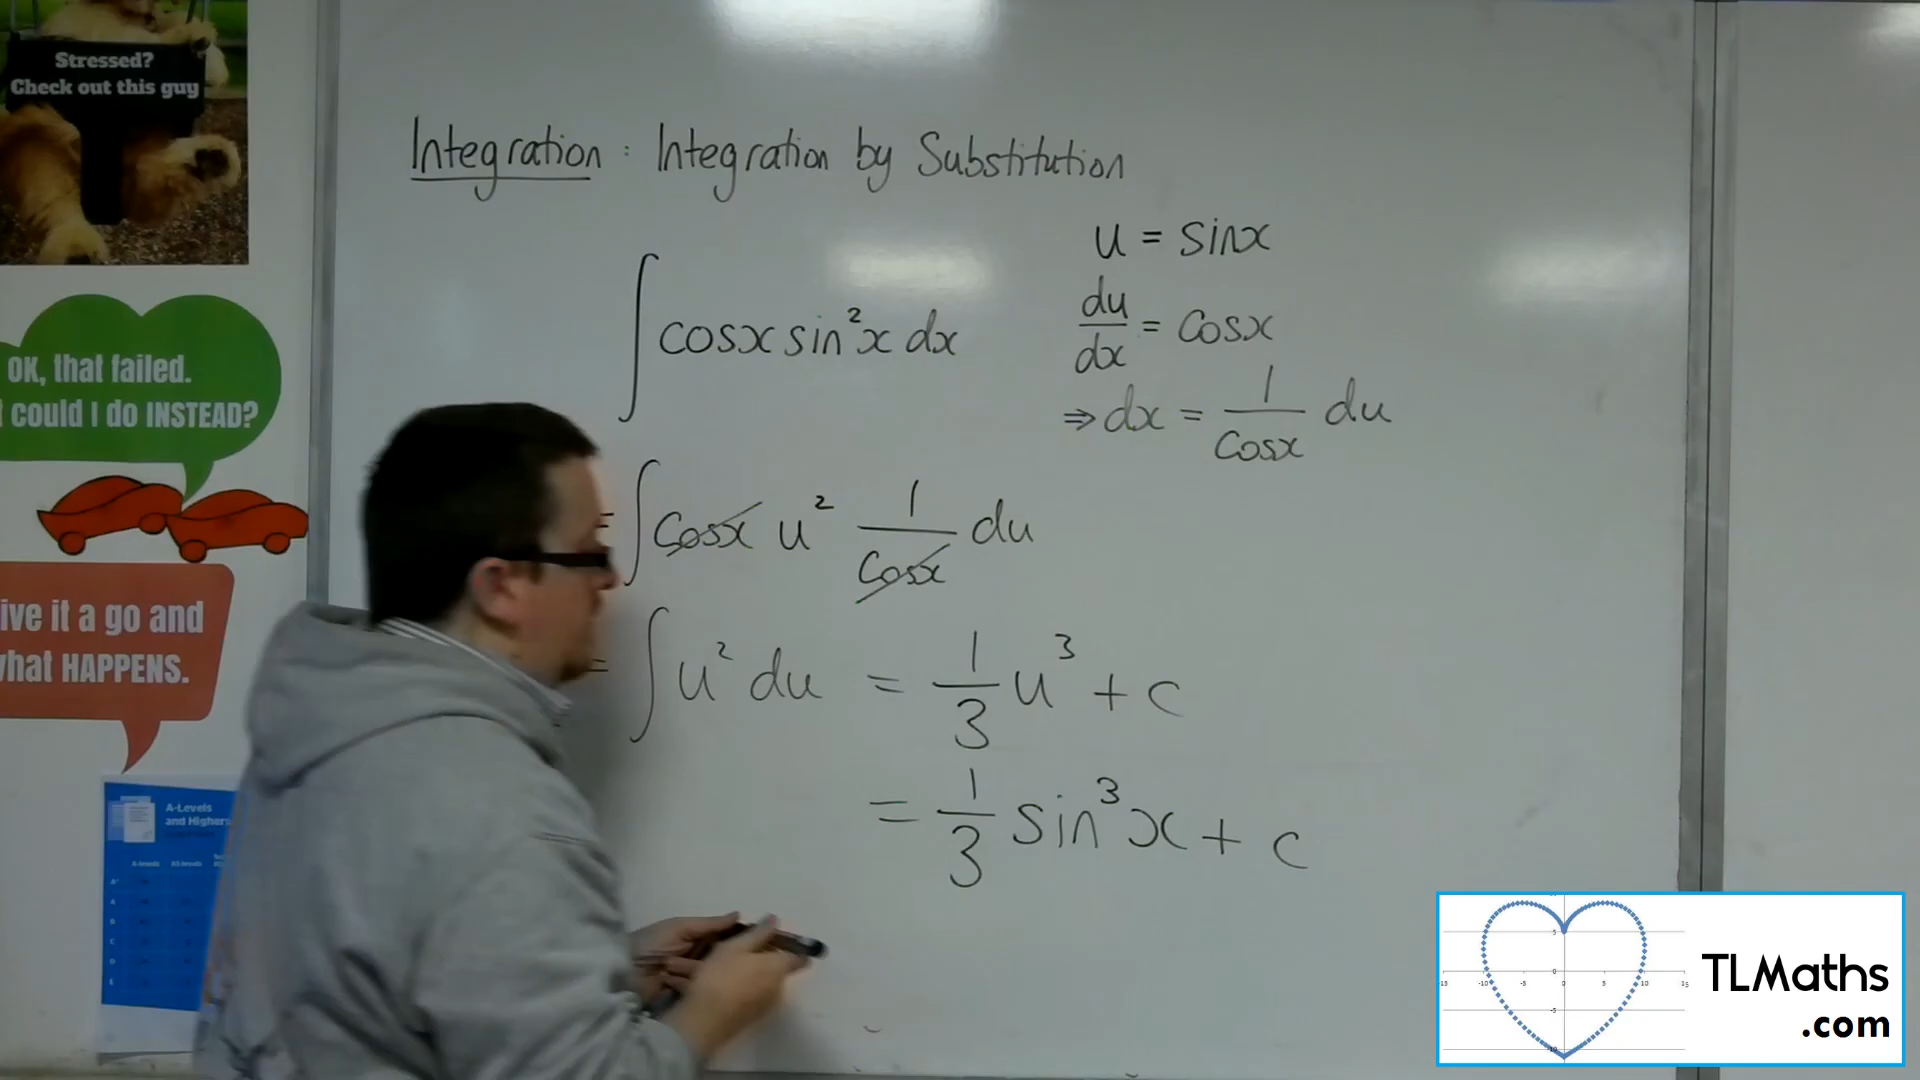 Stressed?
Check out this guy
OK, that failed.
could I do INSTEAD?
ive it a go and
what HAPPENS.
A-Levels
and Highers
Integration : Integration by Substitution
∫ cosx sin²x dx
u = sinx
du/dx = cosx
⇒ dx = 1/cosx du
= ∫ cosx u² 1/cosx du
= ∫ u² du = 1/3 u³ + c
= 1/3 sin³x + c
TLMaths
.com